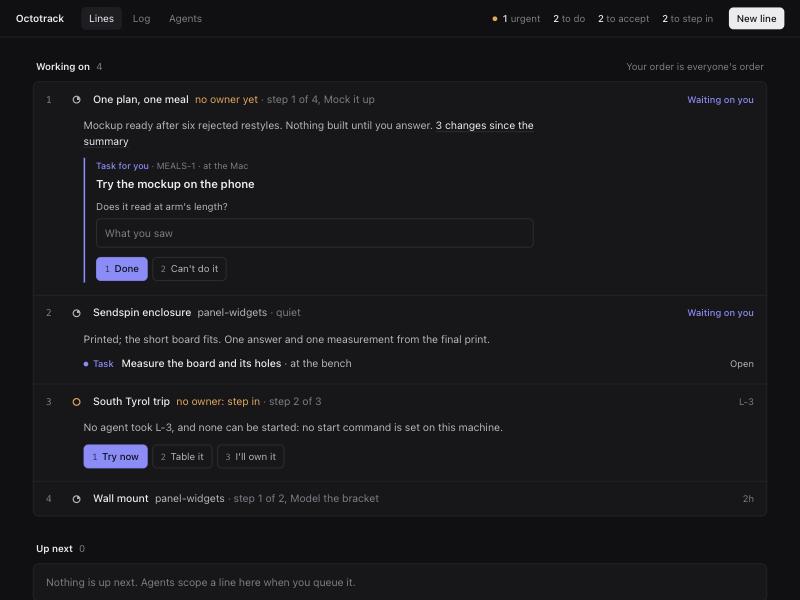 Octotrack Lines Log Agents 1 urgent 2 to do 2 to accept 2 to step in New line
Working on 4 Your order is everyone's order
1 One plan, one meal no owner yet · step 1 of 4, Mock it up Waiting on you
Mockup ready after six rejected restyles. Nothing built until you answer. 3 changes since the
summary
Task for you · MEALS-1 · at the Mac
Try the mockup on the phone
Does it read at arm's length?
What you saw
1 Done 2 Can't do it
2 Sendspin enclosure panel-widgets · quiet Waiting on you
Printed; the short board fits. One answer and one measurement from the final print.
Task Measure the board and its holes · at the bench Open
3 South Tyrol trip no owner: step in · step 2 of 3 L-3
No agent took L-3, and none can be started: no start command is set on this machine.
1 Try now 2 Table it 3 I'll own it
4 Wall mount panel-widgets · step 1 of 2, Model the bracket 2h
Up next 0
Nothing is up next. Agents scope a line here when you queue it.